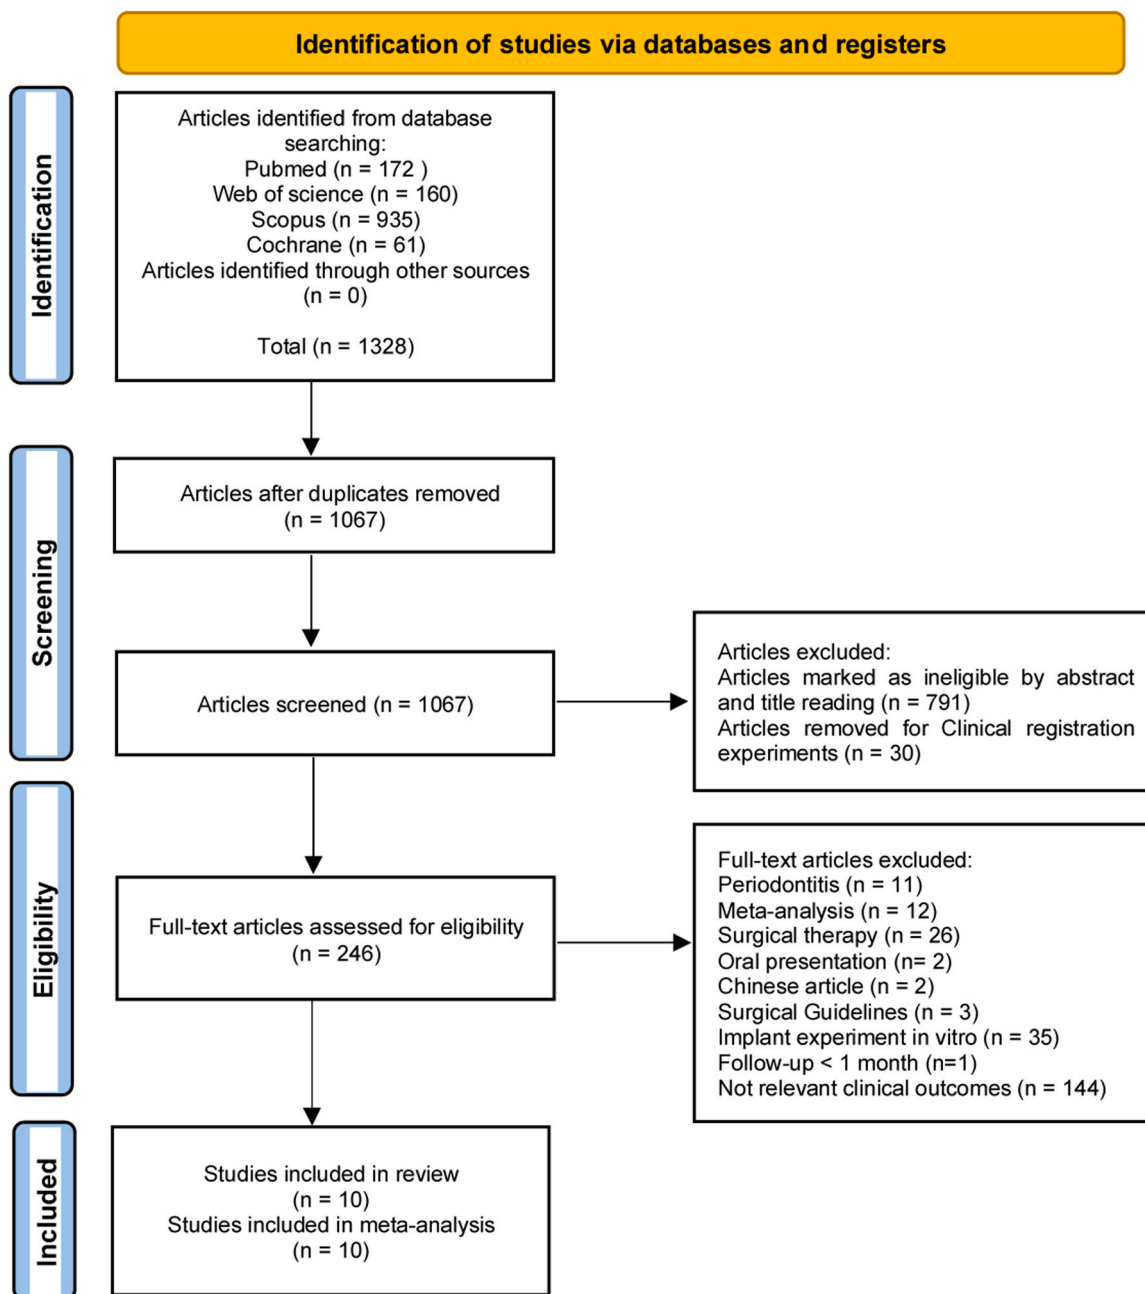 Identification of studies via databases and registers
Identification
Articles identified from database
searching:
Pubmed (n = 172 )
Web of science (n = 160)
Scopus (n = 935)
Cochrane (n = 61)
Articles identified through other sources
(n = 0)
Total (n = 1328)
Screening
Articles after duplicates removed
(n = 1067)
Articles screened (n = 1067)
Articles excluded:
Articles marked as ineligible by abstract
and title reading (n = 791)
Articles removed for Clinical registration
experiments (n = 30)
Eligibility
Full-text articles assessed for eligibility
(n = 246)
Full-text articles excluded:
Periodontitis (n = 11)
Meta-analysis (n = 12)
Surgical therapy (n = 26)
Oral presentation (n= 2)
Chinese article (n = 2)
Surgical Guidelines (n = 3)
Implant experiment in vitro (n = 35)
Follow-up < 1 month (n=1)
Not relevant clinical outcomes (n = 144)
Included
Studies included in review
(n = 10)
Studies included in meta-analysis
(n = 10)